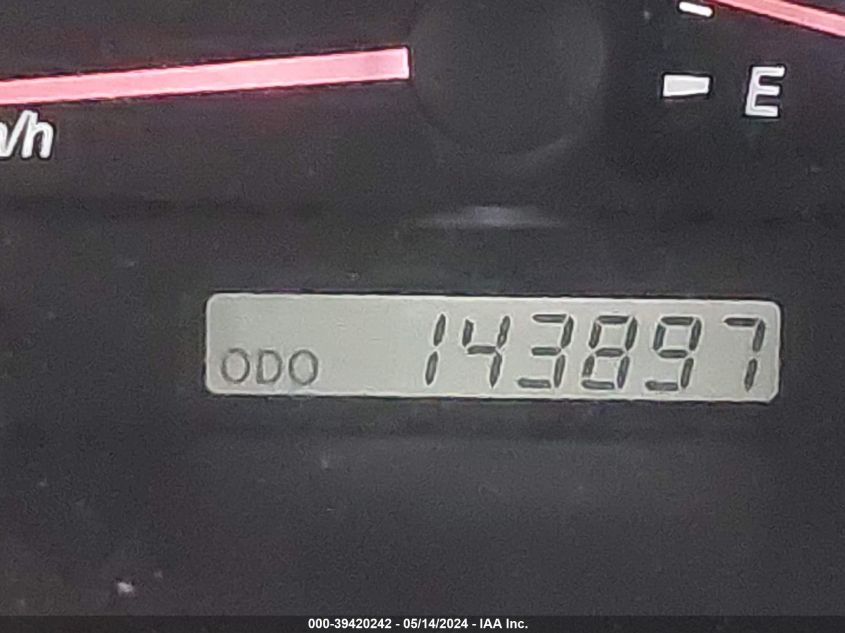 E
/h
ODO 143897
000-39420242 - 05/14/2024 - IAA Inc.